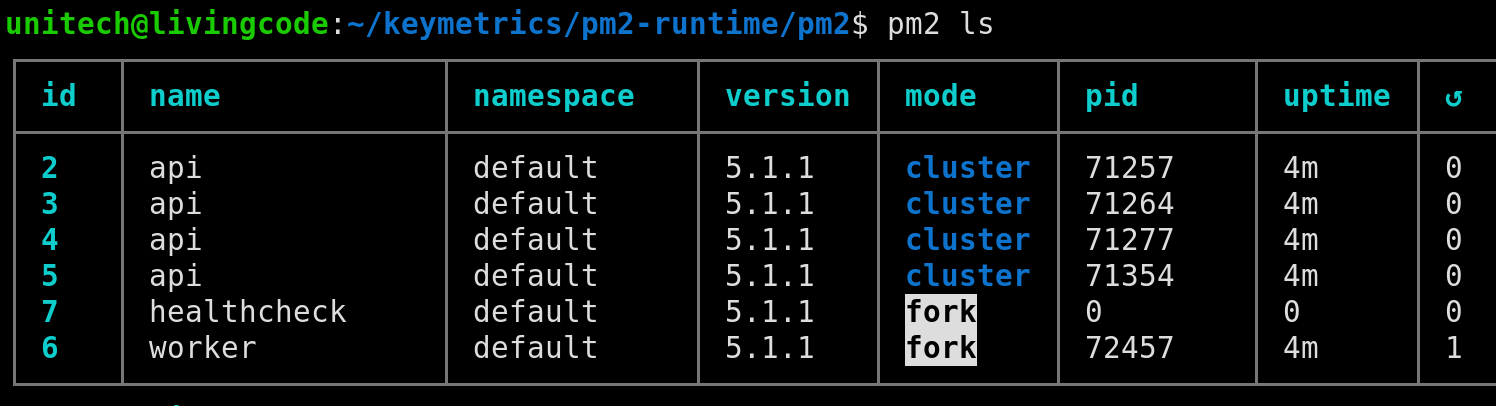 unitech@livingcode:~/keymetrics/pm2-runtime/pm2$ pm2 ls
id name namespace version mode pid uptime ↺
2 api default 5.1.1 cluster 71257 4m 0
3 api default 5.1.1 cluster 71264 4m 0
4 api default 5.1.1 cluster 71277 4m 0
5 api default 5.1.1 cluster 71354 4m 0
7 healthcheck default 5.1.1 fork 0 0 0
6 worker default 5.1.1 fork 72457 4m 1